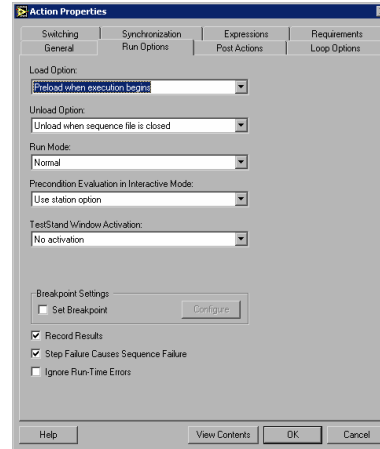 Action Properties
Switching Synchronization Expressions Requirements
General Run Options Post Actions Loop Options
Load Option:
Preload when execution begins
Unload Option:
Unload when sequence file is closed
Run Mode:
Normal
Precondition Evaluation in Interactive Mode:
Use station option
TestStand Window Activation:
No activation
Breakpoint Settings
Set Breakpoint Configure
Record Results
Step Failure Causes Sequence Failure
Ignore Run-Time Errors
Help View Contents OK Cancel